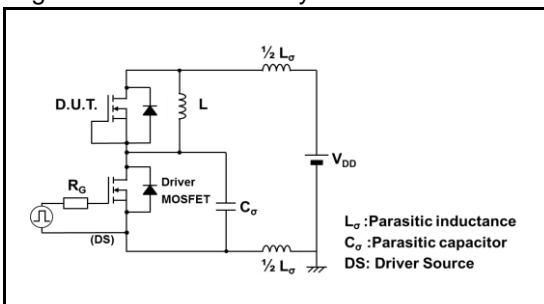 ½ Lσ
D.U.T.
L
VDD
RG
Driver
MOSFET
Cσ
(DS)
½ Lσ
Lσ :Parasitic inductance
Cσ :Parasitic capacitor
DS: Driver Source